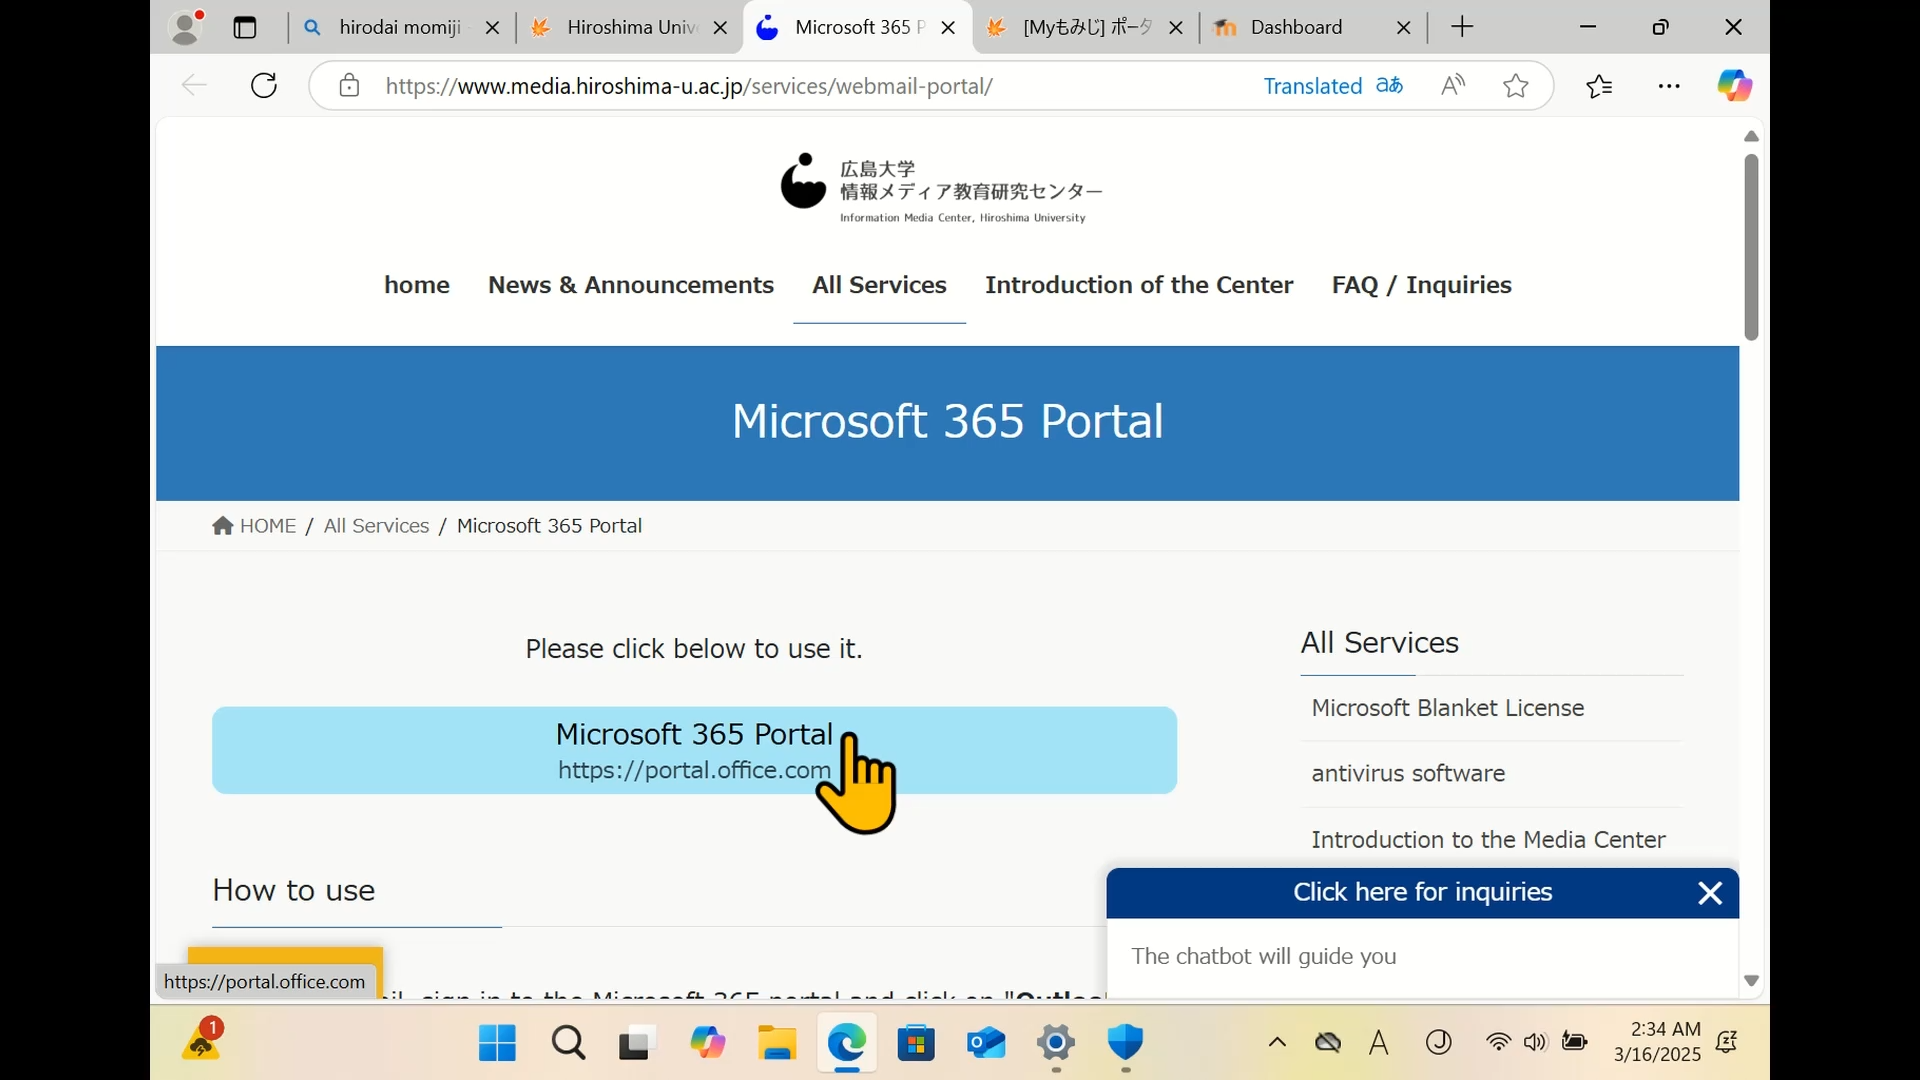 hirodai momiji
Hiroshima Univ
Microsoft 365 P
[Myもみじ] ポータ
Dashboard
https://www.media.hiroshima-u.ac.jp/services/webmail-portal/
Translated
広島大学
情報メディア教育研究センター
Information Media Center, Hiroshima University
home
News & Announcements
All Services
Introduction of the Center
FAQ / Inquiries
Microsoft 365 Portal
HOME / All Services / Microsoft 365 Portal
Please click below to use it.
Microsoft 365 Portal
https://portal.office.com
All Services
Microsoft Blanket License
antivirus software
Introduction to the Media Center
How to use
Click here for inquiries
The chatbot will guide you
https://portal.office.com
sign in to the Microsoft 365 portal and click on "Outloo
1
A
J
2:34 AM
3/16/2025